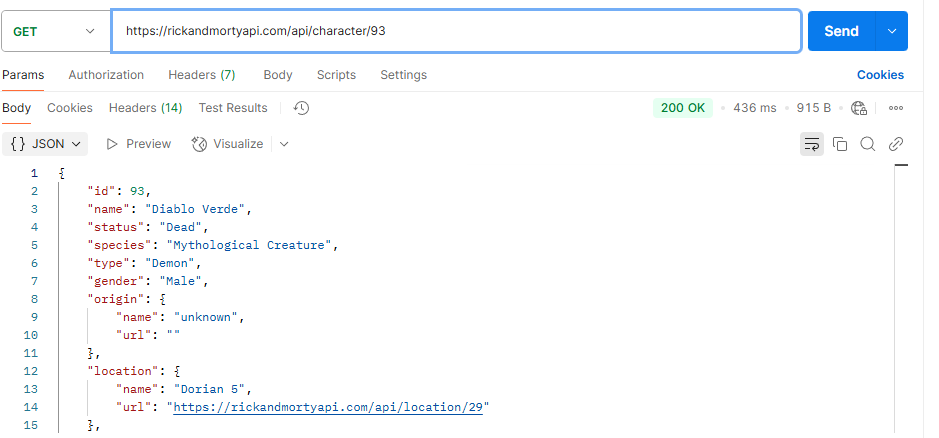 GET https://rickandmortyapi.com/api/character/93 Send
Params Authorization Headers (7) Body Scripts Settings Cookies
Body Cookies Headers (14) Test Results 200 OK 436 ms 915 B
{} JSON Preview Visualize
1 {
2 "id": 93,
3 "name": "Diablo Verde",
4 "status": "Dead",
5 "species": "Mythological Creature",
6 "type": "Demon",
7 "gender": "Male",
8 "origin": {
9 "name": "unknown",
10 "url": ""
11 },
12 "location": {
13 "name": "Dorian 5",
14 "url": "https://rickandmortyapi.com/api/location/29"
15 },